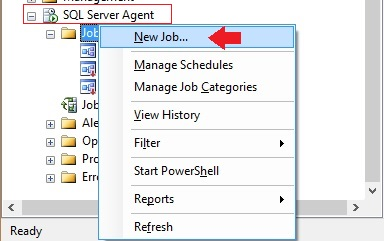 SQL Server Agent
Job
New Job...
Manage Schedules
Manage Job Categories
View History
Filter
Start PowerShell
Reports
Refresh
Job
Ale
Op
Pro
Erro
Ready